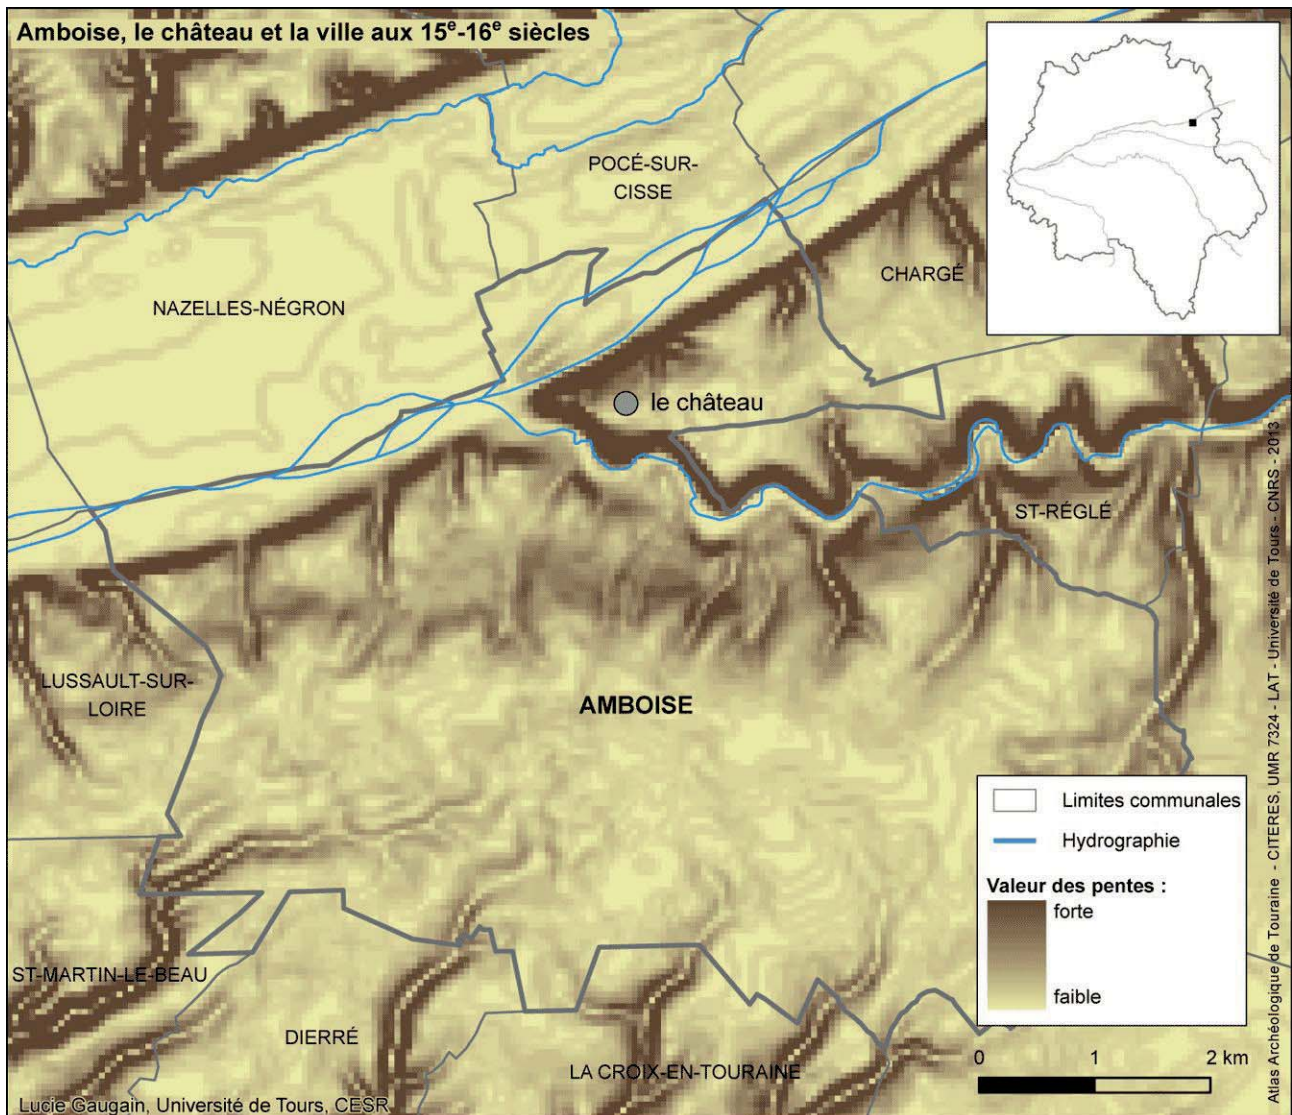 Amboise, le château et la ville aux 15e-16e siècles
POCÉ-SUR-
CISSE
CHARGÉ
NAZELLES-NÉGRON
le château
ST-RÉGLÉ
LUSSAULT-SUR-
LOIRE
AMBOISE
Limites communales
Hydrographie
Valeur des pentes :
forte
faible
ST-MARTIN-LE-BEAU
DIERRÉ
LA CROIX-EN-TOURAINE
0 1 2 km
Lucie Gaugain, Université de Tours, CESR
Atlas Archéologique de Touraine - CITERES, UMR 7324 - LAT - Université de Tours - CNRS - 2013